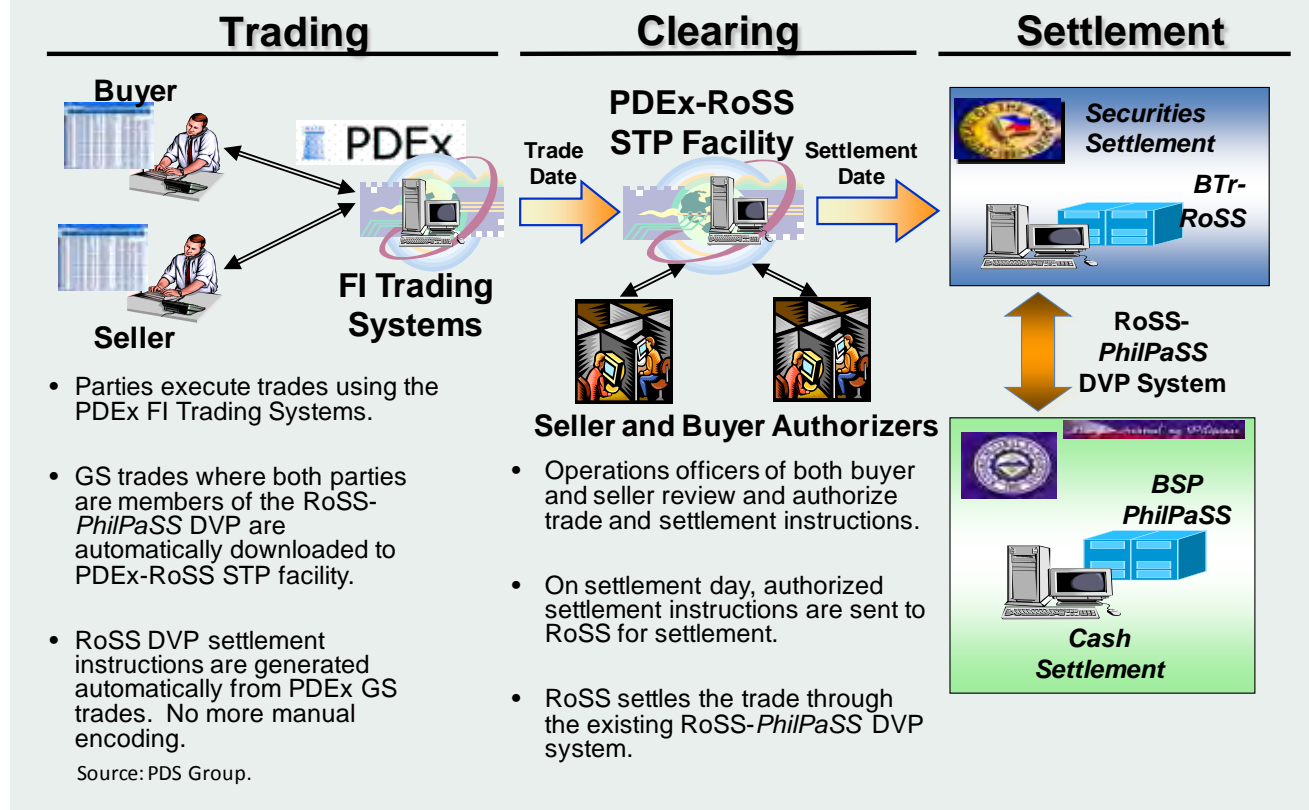 Trading
Clearing
Settlement
Buyer
PDEx
Seller
FI Trading
Systems
Trade
Date
PDEx-RoSS
STP Facility
Settlement
Date
Seller and Buyer Authorizers
Securities
Settlement
BTr-
RoSS
RoSS-
PhilPaSS
DVP System
BSP
PhilPaSS
Cash
Settlement
• Parties execute trades using the
PDEx FI Trading Systems.
• GS trades where both parties
are members of the RoSS-
PhilPaSS DVP are
automatically downloaded to
PDEx-RoSS STP facility.
• RoSS DVP settlement
instructions are generated
automatically from PDEx GS
trades. No more manual
encoding.
Source: PDS Group.
• Operations officers of both buyer
and seller review and authorize
trade and settlement instructions.
• On settlement day, authorized
settlement instructions are sent to
RoSS for settlement.
• RoSS settles the trade through
the existing RoSS-PhilPaSS DVP
system.